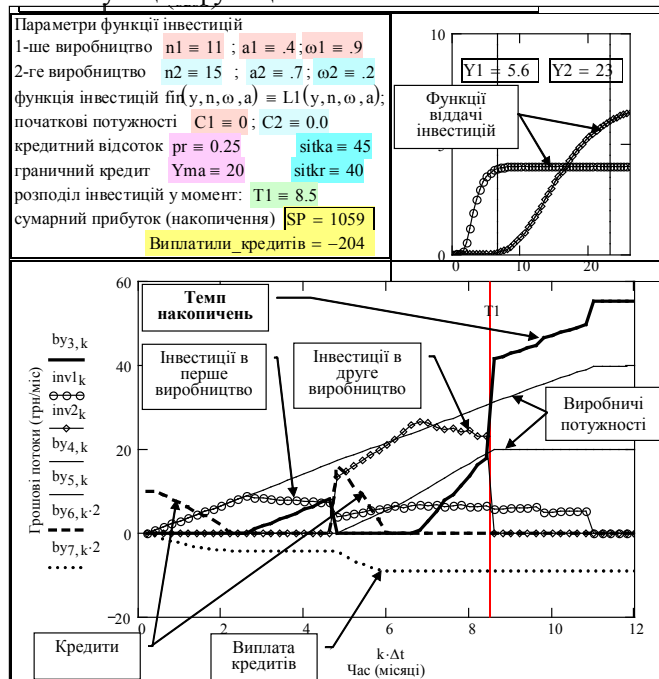 Параметри функції інвестицій
1-ше виробництво n1 ≡ 11 ; a1 ≡ .4 ; ω1 ≡ .9
2-ге виробництво n2 ≡ 15 ; a2 ≡ .7 ; ω2 ≡ .2
функція інвестицій fin(y,n,ω,a) ≡ L1(y,n,ω,a);
початкові потужності C1 ≡ 0 ; C2 ≡ 0.0
кредитний відсоток pr ≡ 0.25 sitka ≡ 45
граничний кредит Yma ≡ 20 sitkr ≡ 40
розподіл інвестицій у момент: T1 ≡ 8.5
сумарний прибуток (накопичення) SP = 1059
Виплатили_кредитів = −204
10
Y1 = 5.6 Y2 = 23
Функції
віддачі
інвестицій
0
0 10 20
60
40
20
0
−20
Темп
накопичень
T1
Інвестиції в
перше
виробництво
Інвестиції в
друге
виробництво
Виробничі
потужності
by3,k
inv1k
inv2k
by4,k
by5,k
by6,k·2
by7,k·2
Грошові потоки (грн/міс)
Кредити
Виплата
кредитів
0 2 4 6 8 10 12
k·Δt
Час (місяці)